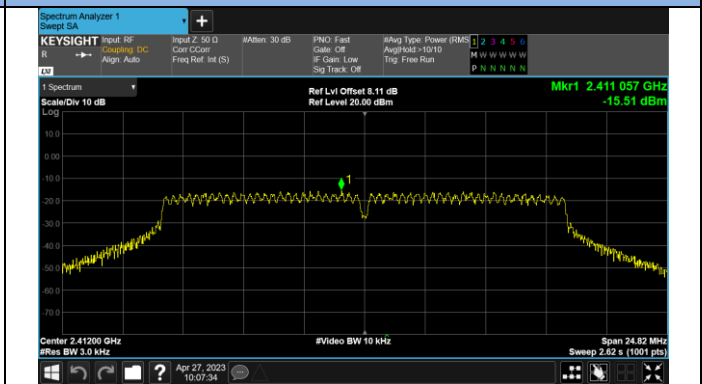 Spectrum Analyzer 1
Swept SA
+
KEYSIGHT
R
LXI
Input: RF
Coupling: DC
Align: Auto
Input Z: 50 Ω
Corr CCorr
Freq Ref: Int (S)
#Atten: 30 dB
PNO: Fast
Gate: Off
IF Gain: Low
Sig Track: Off
#Avg Type: Power (RMS
Avg|Hold:>10/10
Trig: Free Run
1 2 3 4 5 6
M W W W W W
P N N N N N
1 Spectrum
Scale/Div 10 dB
Log
Ref Lvl Offset 8.11 dB
Ref Level 20.00 dBm
Mkr1 2.411 057 GHz
-15.51 dBm
10.0
0.00
-10.0
-20.0
-30.0
-40.0
-50.0
-60.0
-70.0
1
Center 2.41200 GHz
#Res BW 3.0 kHz
#Video BW 10 kHz
Span 24.82 MHz
Sweep 2.62 s (1001 pts)
?
Apr 27, 2023
10:07:34